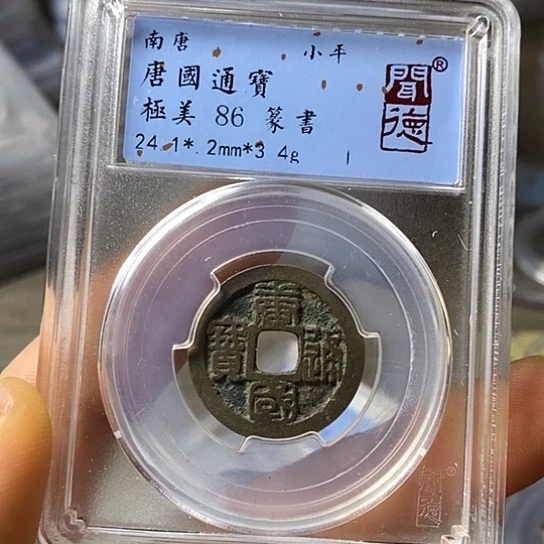 南唐 小平
唐國通寶
極美 86 篆書
24.1*.2mm*3.4g
聞德®
唐國通寶